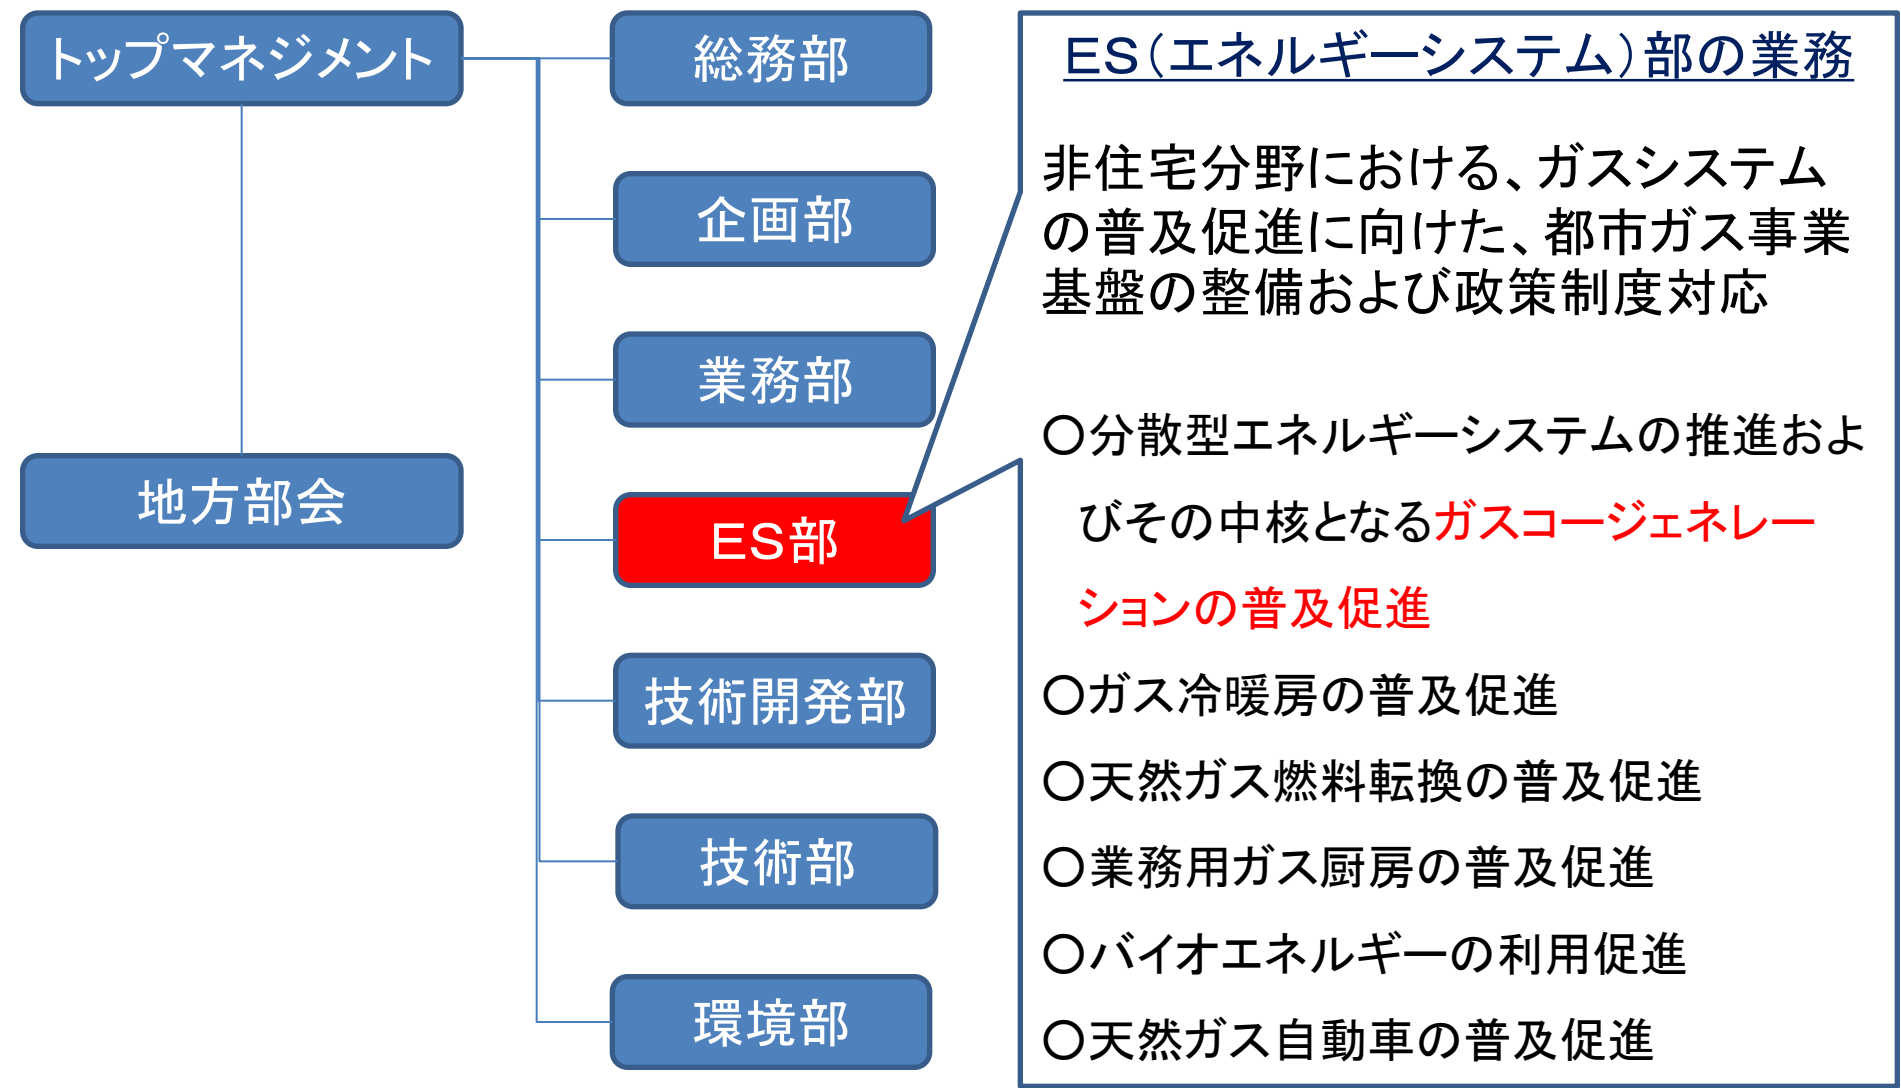 トップマネジメント
地方部会
総務部
企画部
業務部
ES部
技術開発部
技術部
環境部
ES（エネルギーシステム）部の業務
非住宅分野における、ガスシステム
の普及促進に向けた、都市ガス事業
基盤の整備および政策制度対応
○分散型エネルギーシステムの推進およ
びその中核となるガスコージェネレー
ションの普及促進
○ガス冷暖房の普及促進
○天然ガス燃料転換の普及促進
○業務用ガス厨房の普及促進
○バイオエネルギーの利用促進
○天然ガス自動車の普及促進